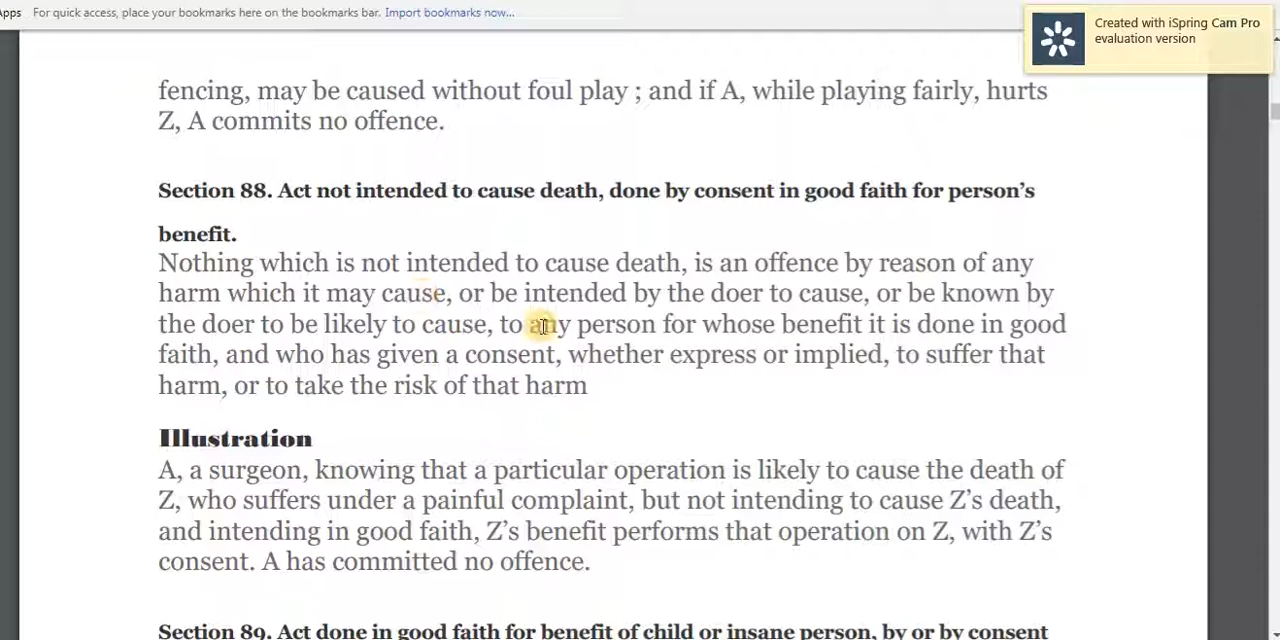 Apps For quick access, place your bookmarks here on the bookmarks bar. Import bookmarks now...
Created with iSpring Cam Pro
evaluation version
fencing, may be caused without foul play ; and if A, while playing fairly, hurts
Z, A commits no offence.
Section 88. Act not intended to cause death, done by consent in good faith for person’s
benefit.
Nothing which is not intended to cause death, is an offence by reason of any
harm which it may cause, or be intended by the doer to cause, or be known by
the doer to be likely to cause, to any person for whose benefit it is done in good
faith, and who has given a consent, whether express or implied, to suffer that
harm, or to take the risk of that harm
Illustration
A, a surgeon, knowing that a particular operation is likely to cause the death of
Z, who suffers under a painful complaint, but not intending to cause Z’s death,
and intending in good faith, Z’s benefit performs that operation on Z, with Z’s
consent. A has committed no offence.
Section 89. Act done in good faith for benefit of child or insane person, by or by consent